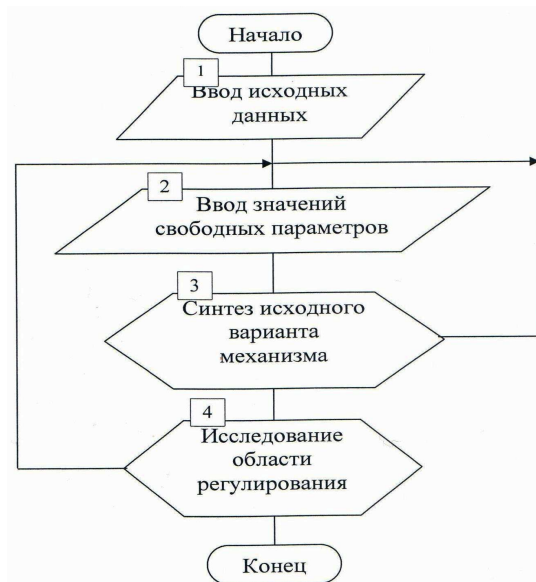 Начало
1
Ввод исходных
данных
2
Ввод значений
свободных параметров
3
Синтез исходного
варианта
механизма
4
Исследование
области
регулирования
Конец